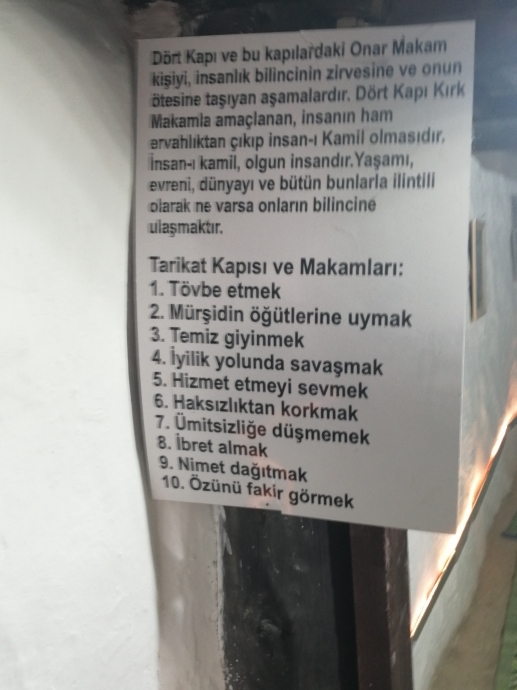 Dört Kapı ve bu kapılardaki Onar Makam
kişiyi, insanlık bilincinin zirvesine ve onun
ötesine taşıyan aşamalardır. Dört Kapı Kırk
Makamla amaçlanan, insanın ham
ervahlıktan çıkıp insan-ı Kamil olmasıdır.
İnsan-ı kamil, olgun insandır.Yaşamı,
evreni, dünyayı ve bütün bunlarla ilintili
olarak ne varsa onların bilincine
ulaşmaktır.
Tarikat Kapısı ve Makamları:
1. Tövbe etmek
2. Mürşidin öğütlerine uymak
3. Temiz giyinmek
4. İyilik yolunda savaşmak
5. Hizmet etmeyi sevmek
6. Haksızlıktan korkmak
7. Ümitsizliğe düşmemek
8. İbret almak
9. Nimet dağıtmak
10. Özünü fakir görmek